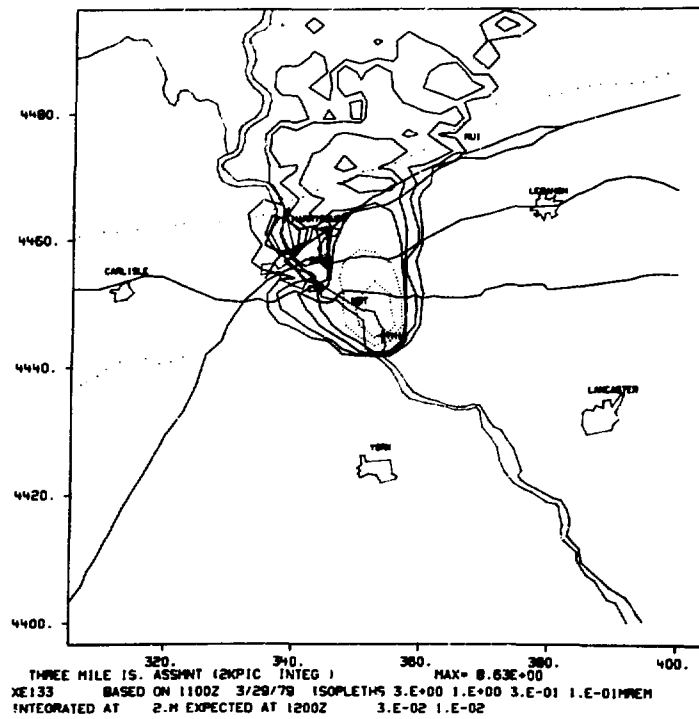 4480.
MUI
LEBANON
4460.
CARLISLE
4440.
LANCASTER
YORK
4420.
4400.
320. 340. 360. 380. 400.
THREE MILE IS. ASSMNT (2KPIC INTEG ) MAX= 8.63E+00
XE133 BASED ON 1100Z 3/29/79 ISOPLETHS 3.E+00 1.E+00 3.E-01 1.E-01MREM
INTEGRATED AT 2.M EXPECTED AT 1200Z 3.E-02 1.E-02